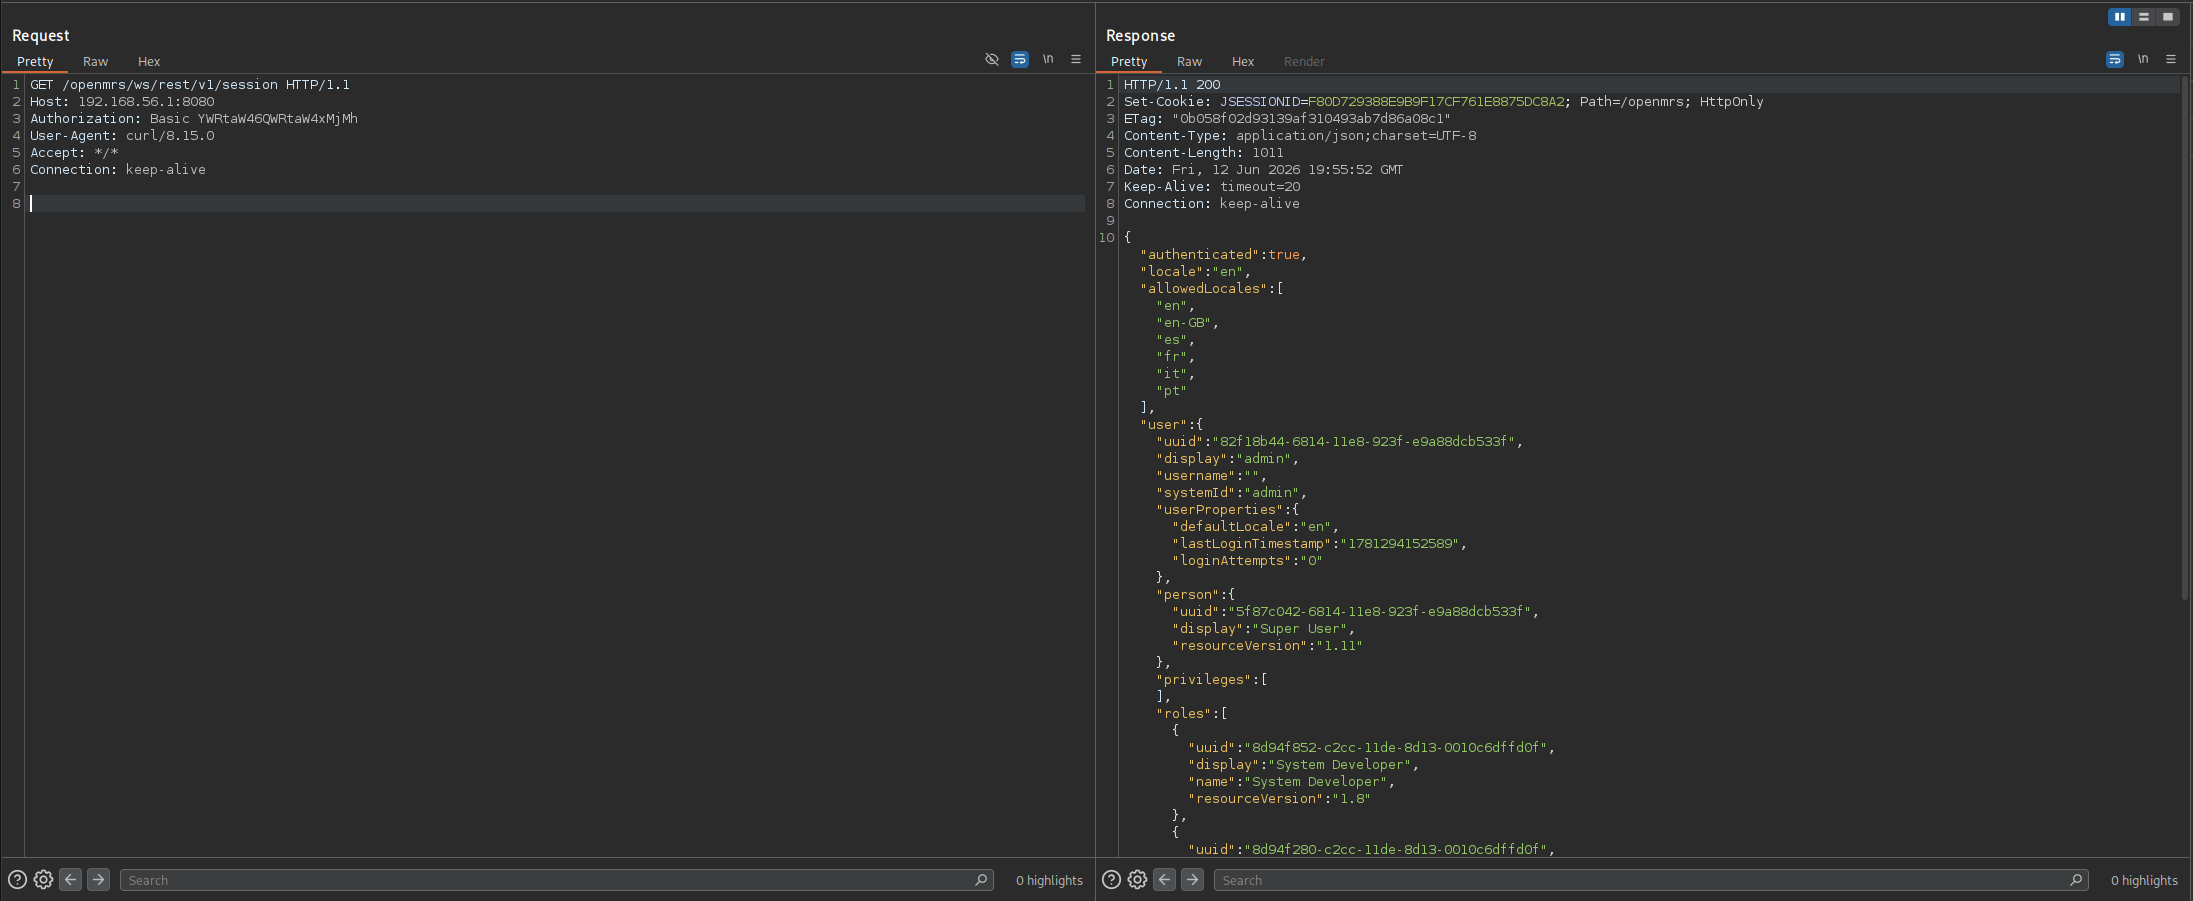 Request
Pretty Raw Hex \n
1 GET /openmrs/ws/rest/v1/session HTTP/1.1
2 Host: 192.168.56.1:8080
3 Authorization: Basic YWRtaW46QWRtaW4xMjMh
4 User-Agent: curl/8.15.0
5 Accept: */*
6 Connection: keep-alive
7
8
Search 0 highlights
Response
Pretty Raw Hex Render \n
1 HTTP/1.1 200
2 Set-Cookie: JSESSIONID=F80D729388E9B9F17CF761E8875DC8A2; Path=/openmrs; HttpOnly
3 ETag: "0b058f02d93139af310493ab7d86a08c1"
4 Content-Type: application/json;charset=UTF-8
5 Content-Length: 1011
6 Date: Fri, 12 Jun 2026 19:55:52 GMT
7 Keep-Alive: timeout=20
8 Connection: keep-alive
9
10 {
"authenticated":true,
"locale":"en",
"allowedLocales":[
"en",
"en-GB",
"es",
"fr",
"it",
"pt"
],
"user":{
"uuid":"82f18b44-6814-11e8-923f-e9a88dcb533f",
"display":"admin",
"username":"",
"systemId":"admin",
"userProperties":{
"defaultLocale":"en",
"lastLoginTimestamp":"1781294152589",
"loginAttempts":"0"
},
"person":{
"uuid":"5f87c042-6814-11e8-923f-e9a88dcb533f",
"display":"Super User",
"resourceVersion":"1.11"
},
"privileges":[
],
"roles":[
{
"uuid":"8d94f852-c2cc-11de-8d13-0010c6dffd0f",
"display":"System Developer",
"name":"System Developer",
"resourceVersion":"1.8"
},
{
"uuid":"8d94f280-c2cc-11de-8d13-0010c6dffd0f",
Search 0 highlights